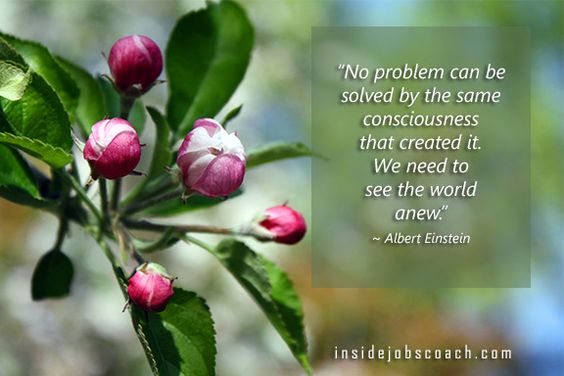 “No problem can be
solved by the same
consciousness
that created it.
We need to
see the world
anew.”
~ Albert Einstein
insidejobscoach.com